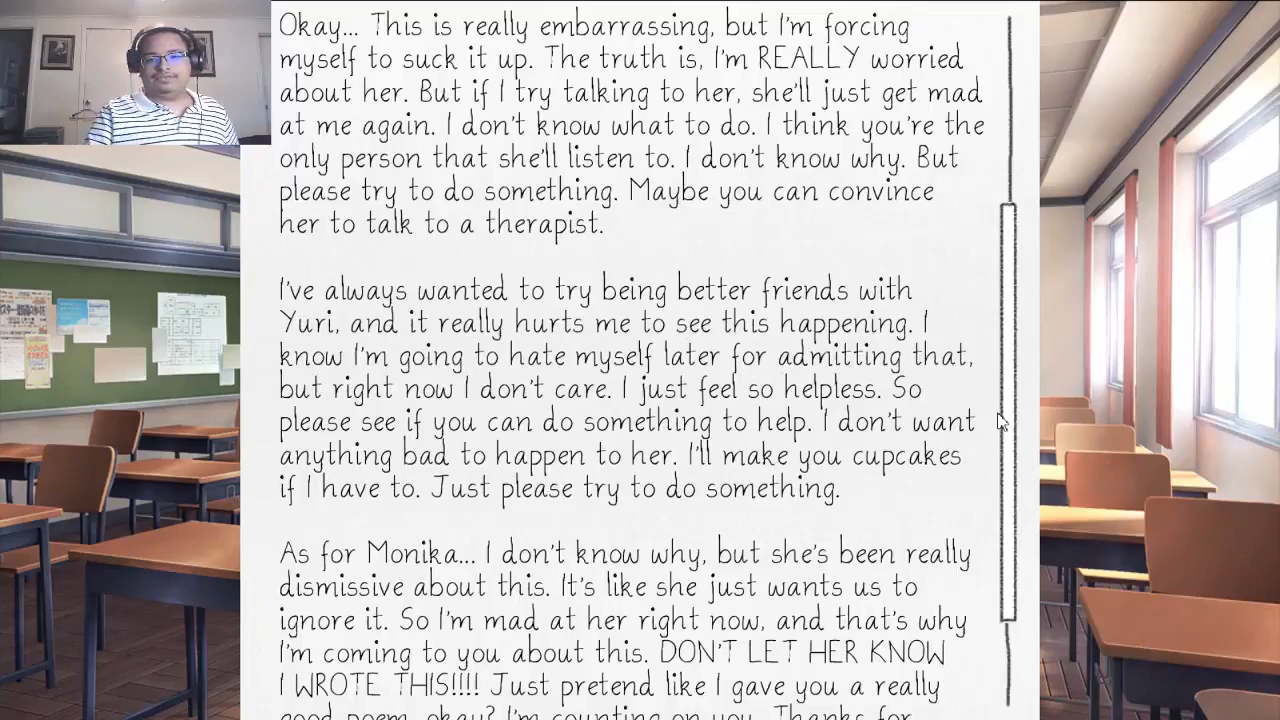 Okay... This is really embarrassing, but I'm forcing
myself to suck it up. The truth is, I'm REALLY worried
about her. But if I try talking to her, she'll just get mad
at me again. I don't know what to do. I think you're the
only person that she'll listen to. I don't know why. But
please try to do something. Maybe you can convince
her to talk to a therapist.
I've always wanted to try being better friends with
Yuri, and it really hurts me to see this happening. I
know I'm going to hate myself later for admitting that,
but right now I don't care. I just feel so helpless. So
please see if you can do something to help. I don't want
anything bad to happen to her. I'll make you cupcakes
if I have to. Just please try to do something.
As for Monika... I don't know why, but she's been really
dismissive about this. It's like she just wants us to
ignore it. So I'm mad at her right now, and that's why
I'm coming to you about this. DON'T LET HER KNOW
I WROTE THIS!!!! Just pretend like I gave you a really
good poem, okay? I'm counting on you. Thanks for